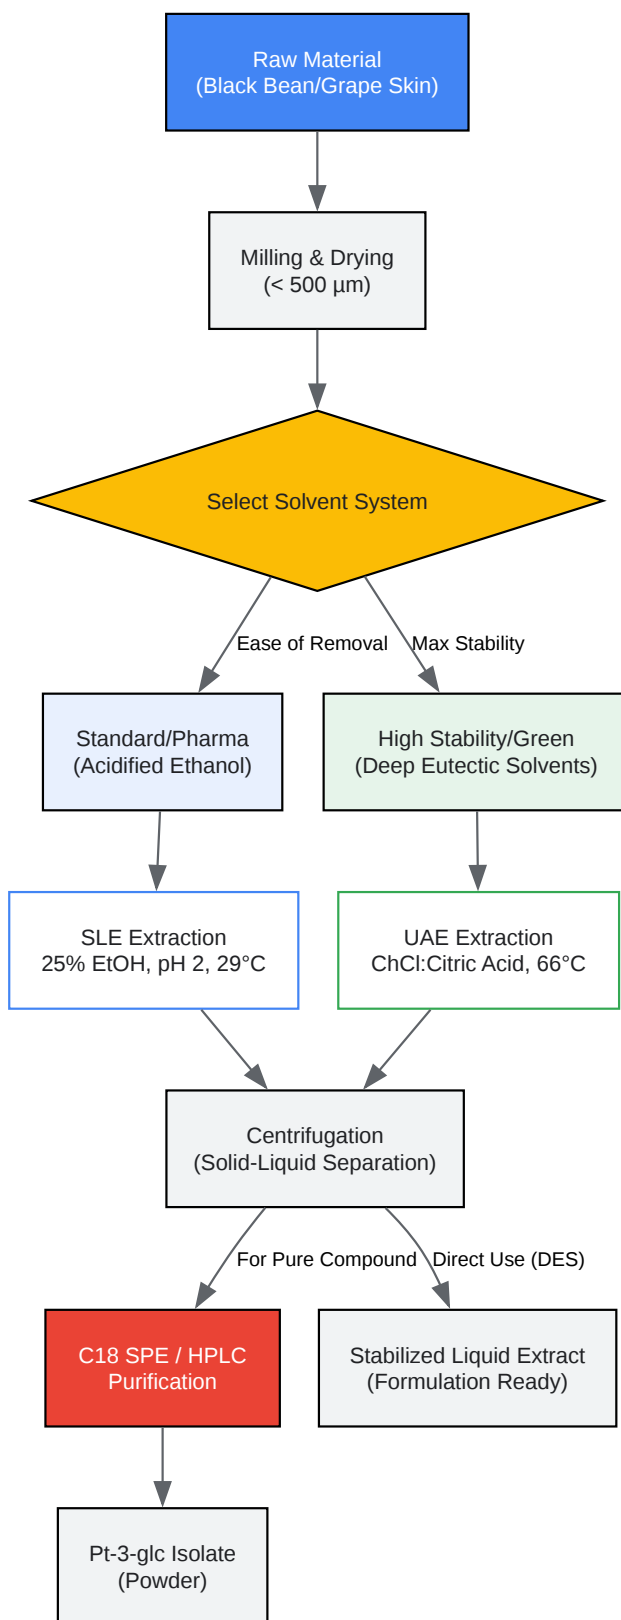 Raw Material
(Black Bean/Grape Skin)
Milling & Drying
(< 500 µm)
Select Solvent System
Ease of Removal
Max Stability
Standard/Pharma
(Acidified Ethanol)
High Stability/Green
(Deep Eutectic Solvents)
SLE Extraction
25% EtOH, pH 2, 29°C
UAE Extraction
ChCl:Citric Acid, 66°C
Centrifugation
(Solid-Liquid Separation)
For Pure Compound
Direct Use (DES)
C18 SPE / HPLC
Purification
Stabilized Liquid Extract
(Formulation Ready)
Pt-3-glc Isolate
(Powder)